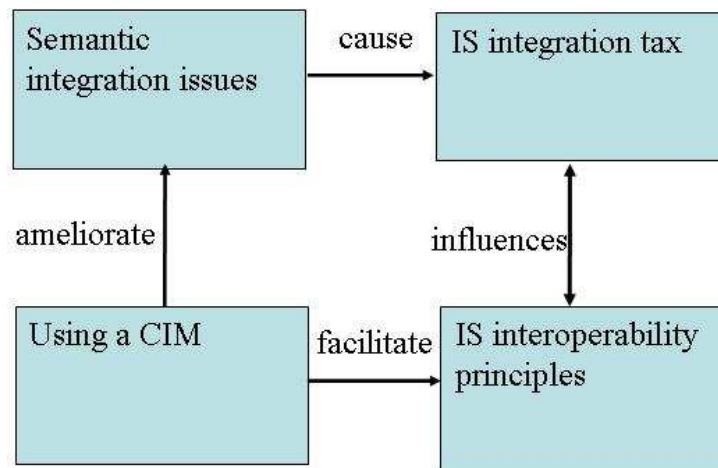 Semantic
integration issues
cause
IS integration tax
ameliorate
influences
Using a CIM
facilitate
IS interoperability
principles